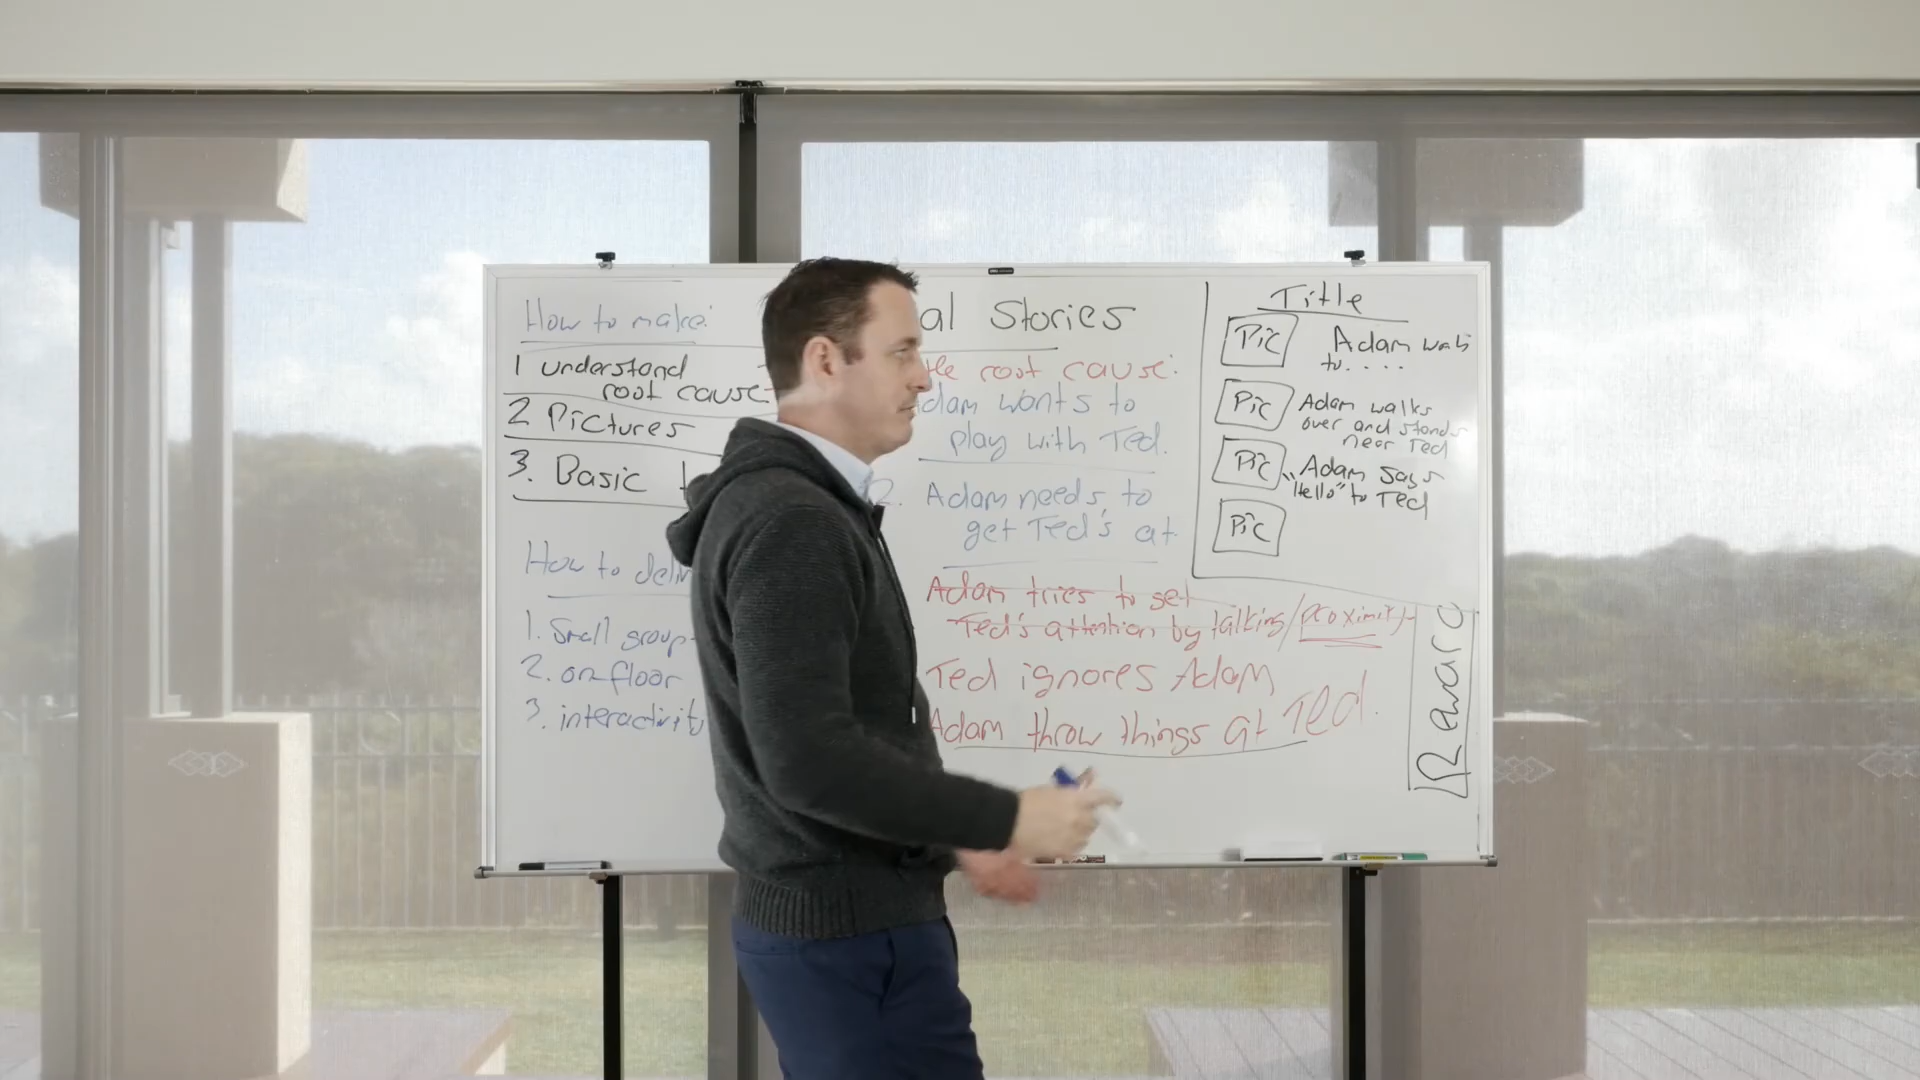 How to make:
1 understand
root cause
2 Pictures
3. Basic
How to deliv
1. Small group
2. on-floor
3. interactivity
al Stories
the root cause:
Adam wants to
play with Ted.
2. Adam needs to
get Ted's at
Adam tries to get
Ted's attention by talking/proximity
Ted ignores Adam
Adam throw things at Ted.
Title
Pic Adam wats
to. . . .
Pic Adam walks
over and stands
near Ted
Pic Adam says
"Hello" to Ted
Pic
Reward